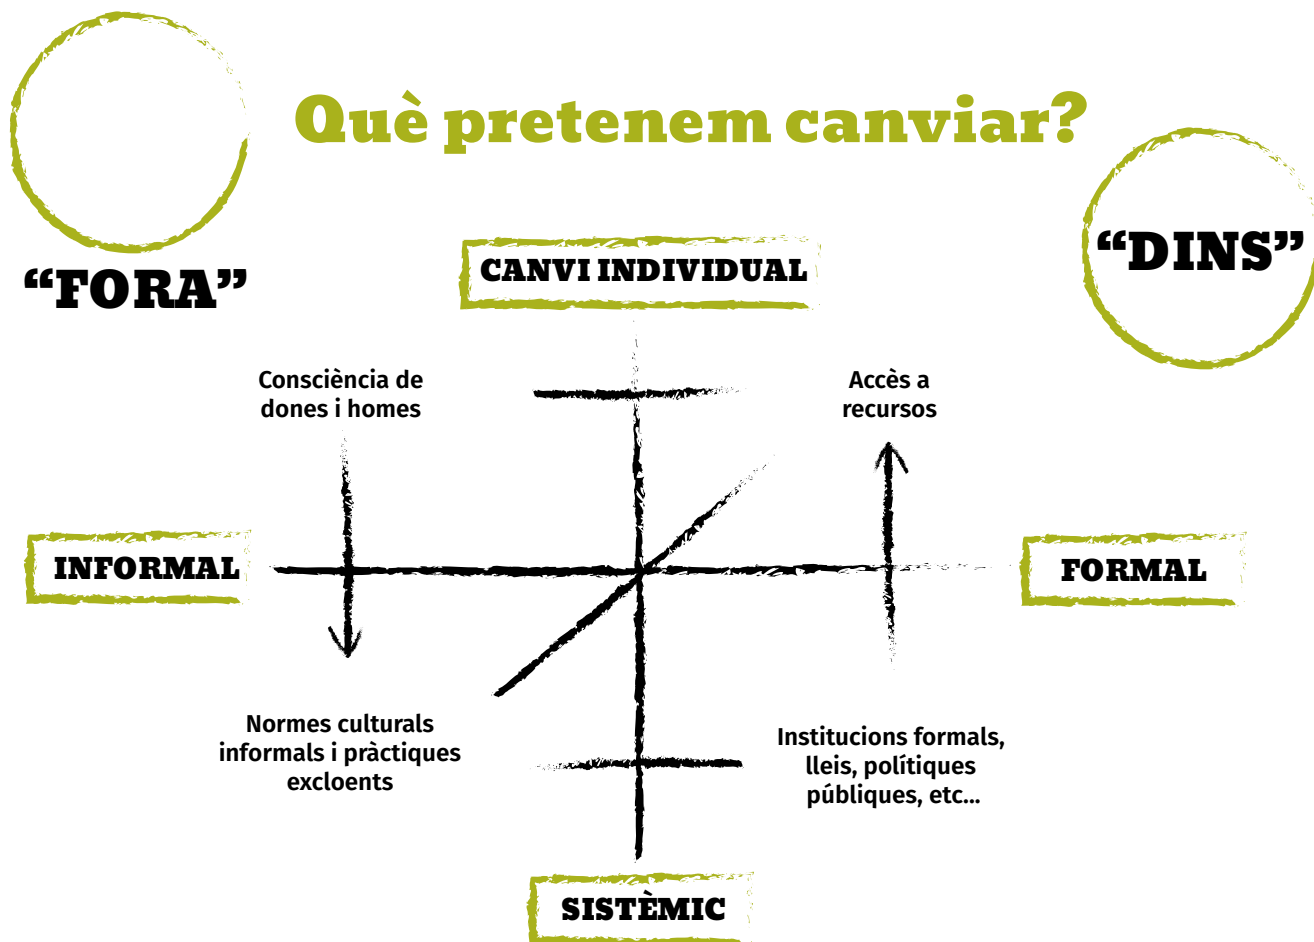 Què pretenem canviar?
“FORA”
“DINS”
CANVI INDIVIDUAL
Consciència de
dones i homes
Accès a
recursos
INFORMAL
FORMAL
Normes culturals
informals i pràctiques
excloents
Institucions formals,
lleis, polítiques
públiques, etc...
SISTÈMIC